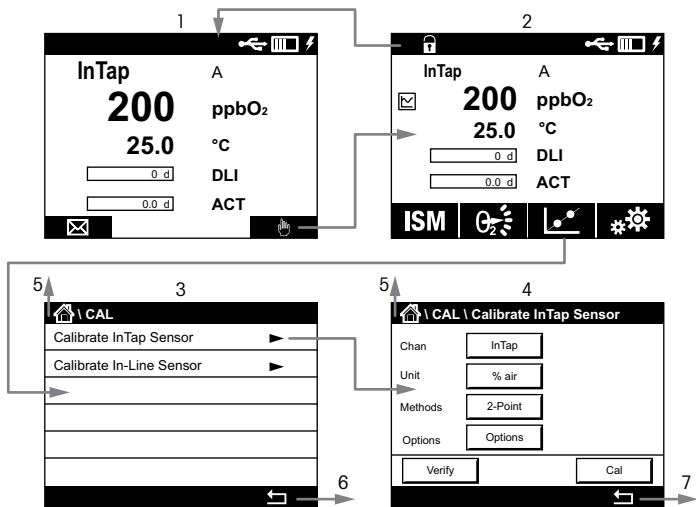 1
InTap A
200 ppbO₂
25.0 °C
0 d DLI
0.0 d ACT
2
InTap A
200 ppbO₂
25.0 °C
0 d DLI
0.0 d ACT
ISM O₂
5
3
\ CAL
Calibrate InTap Sensor
Calibrate In-Line Sensor
6
5
4
\ CAL \ Calibrate InTap Sensor
Chan InTap
Unit % air
Methods 2-Point
Options Options
Verify Cal
7